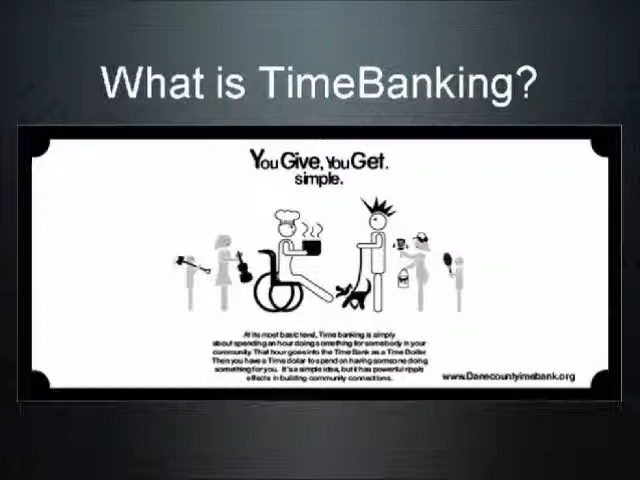 What is TimeBanking?
You Give, You Get.
simple.
At its most basic level, Time banking is simply
about spending an hour doing something for somebody in your
community. That hour goes into the Time Bank as a Time Dollar
Then you have a Time dollar to spend on having someone doing
something for you. It's a simple idea, but it has powerful ripple
effects in building community connections.
www.Danecountytimebank.org